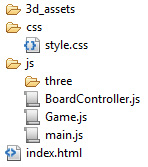 3d_assets
css
style.css
js
three
BoardController.js
Game.js
main.js
index.html